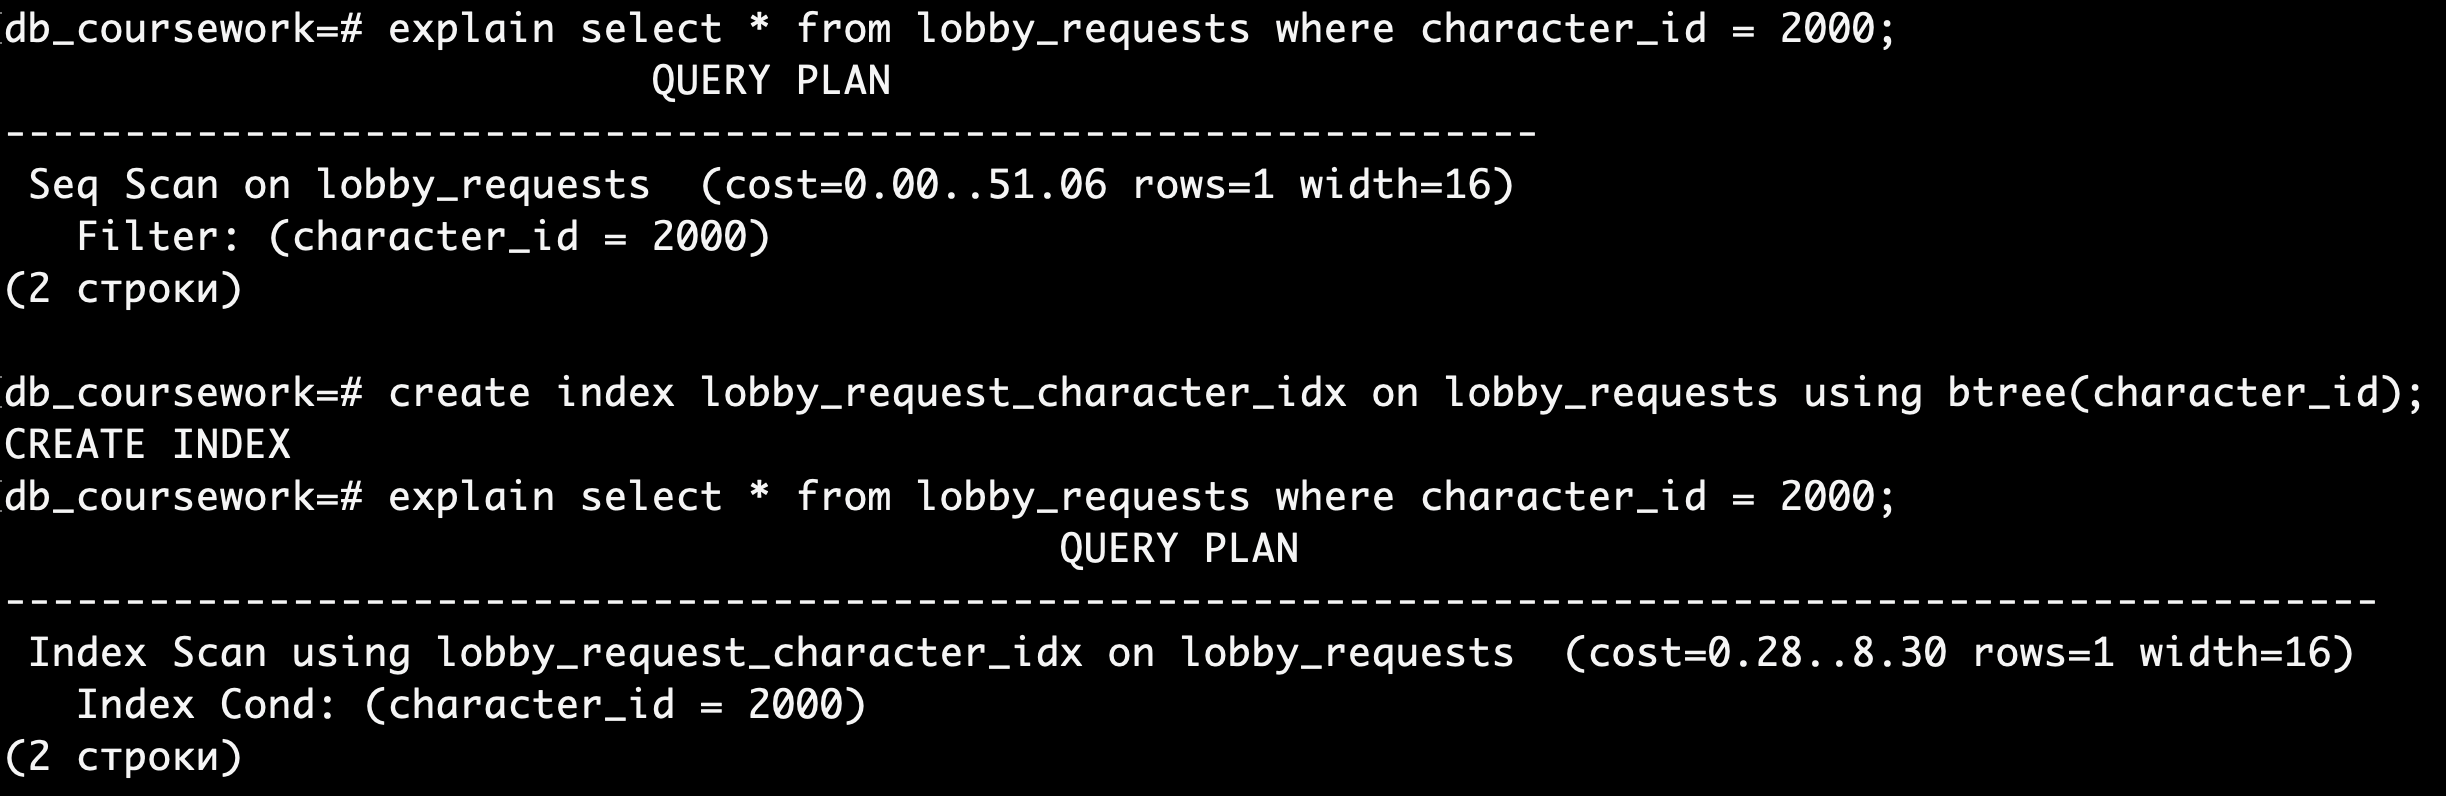 db_coursework=# explain select * from lobby_requests where character_id = 2000;
QUERY PLAN
----------------------------------------------------------------
Seq Scan on lobby_requests  (cost=0.00..51.06 rows=1 width=16)
Filter: (character_id = 2000)
(2 строки)
db_coursework=# create index lobby_request_character_idx on lobby_requests using btree(character_id);
CREATE INDEX
db_coursework=# explain select * from lobby_requests where character_id = 2000;
QUERY PLAN
---------------------------------------------------------------------------------------------------
Index Scan using lobby_request_character_idx on lobby_requests  (cost=0.28..8.30 rows=1 width=16)
Index Cond: (character_id = 2000)
(2 строки)